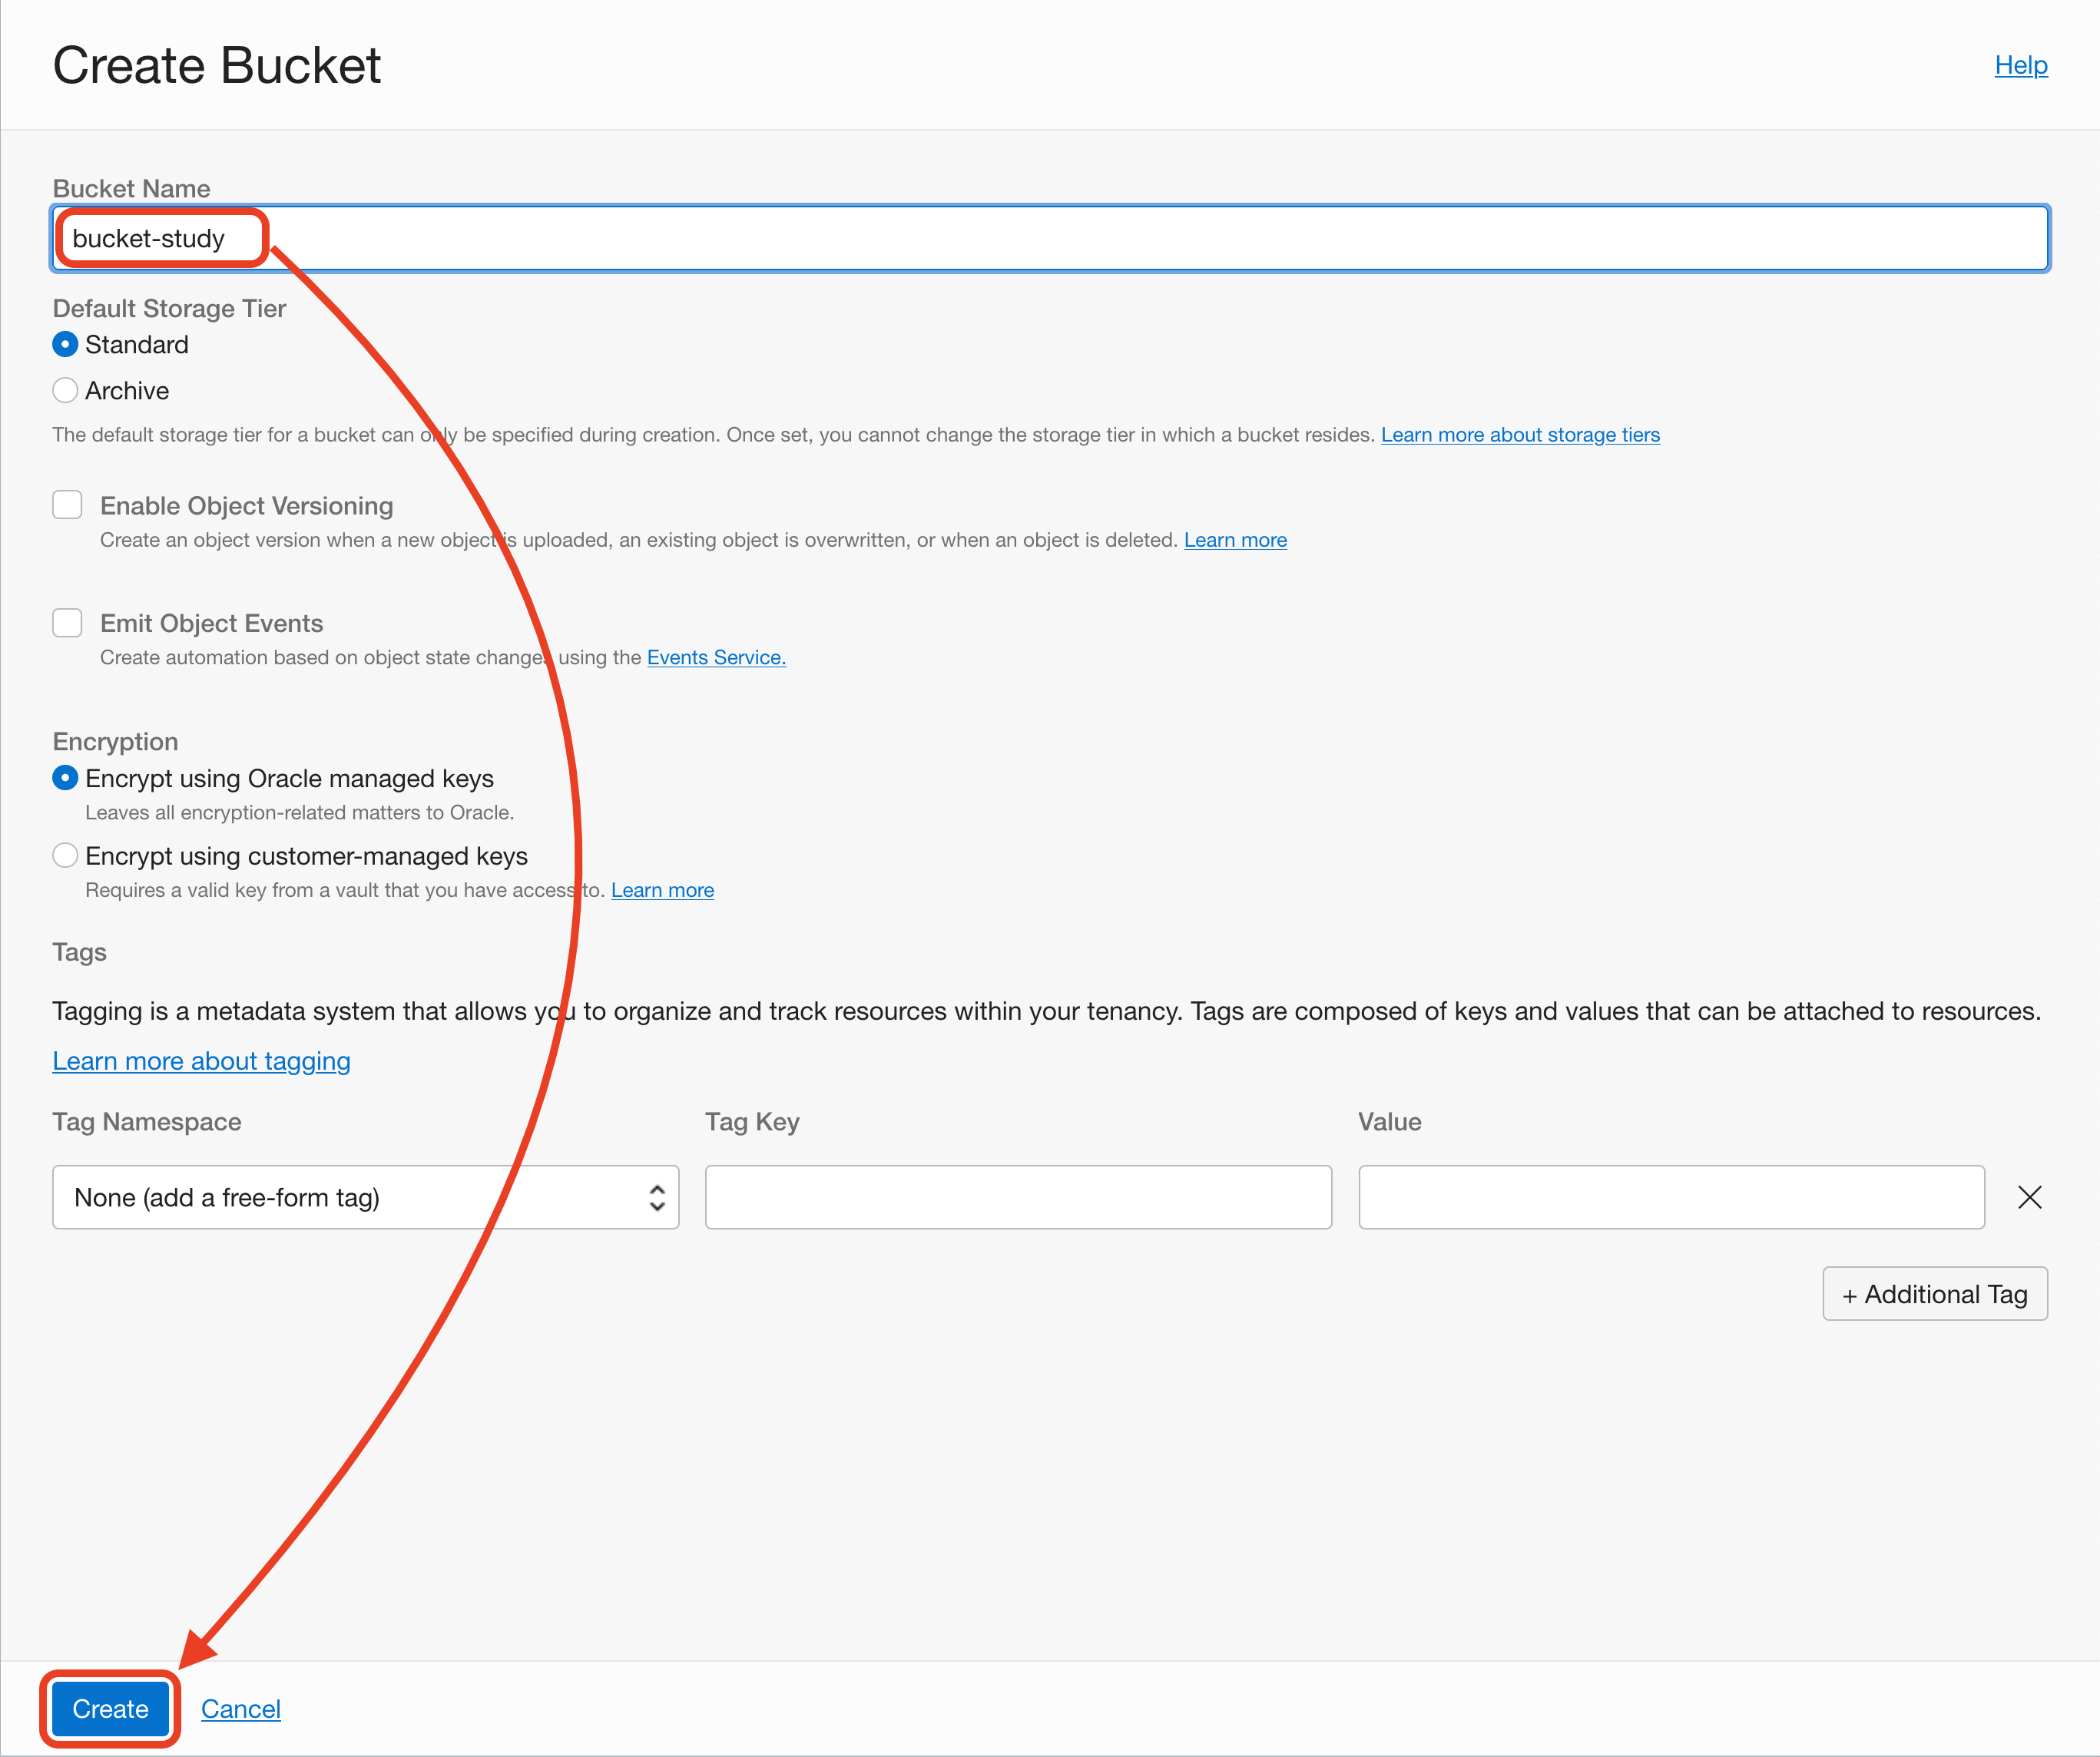 Create Bucket
Help
Bucket Name
bucket-study
Default Storage Tier
Standard
Archive
The default storage tier for a bucket can only be specified during creation. Once set, you cannot change the storage tier in which a bucket resides. Learn more about storage tiers
Enable Object Versioning
Create an object version when a new object is uploaded, an existing object is overwritten, or when an object is deleted. Learn more
Emit Object Events
Create automation based on object state changes using the Events Service.
Encryption
Encrypt using Oracle managed keys
Leaves all encryption-related matters to Oracle.
Encrypt using customer-managed keys
Requires a valid key from a vault that you have access to. Learn more
Tags
Tagging is a metadata system that allows you to organize and track resources within your tenancy. Tags are composed of keys and values that can be attached to resources.
Learn more about tagging
Tag Namespace
Tag Key
Value
None (add a free-form tag)
+ Additional Tag
Create
Cancel